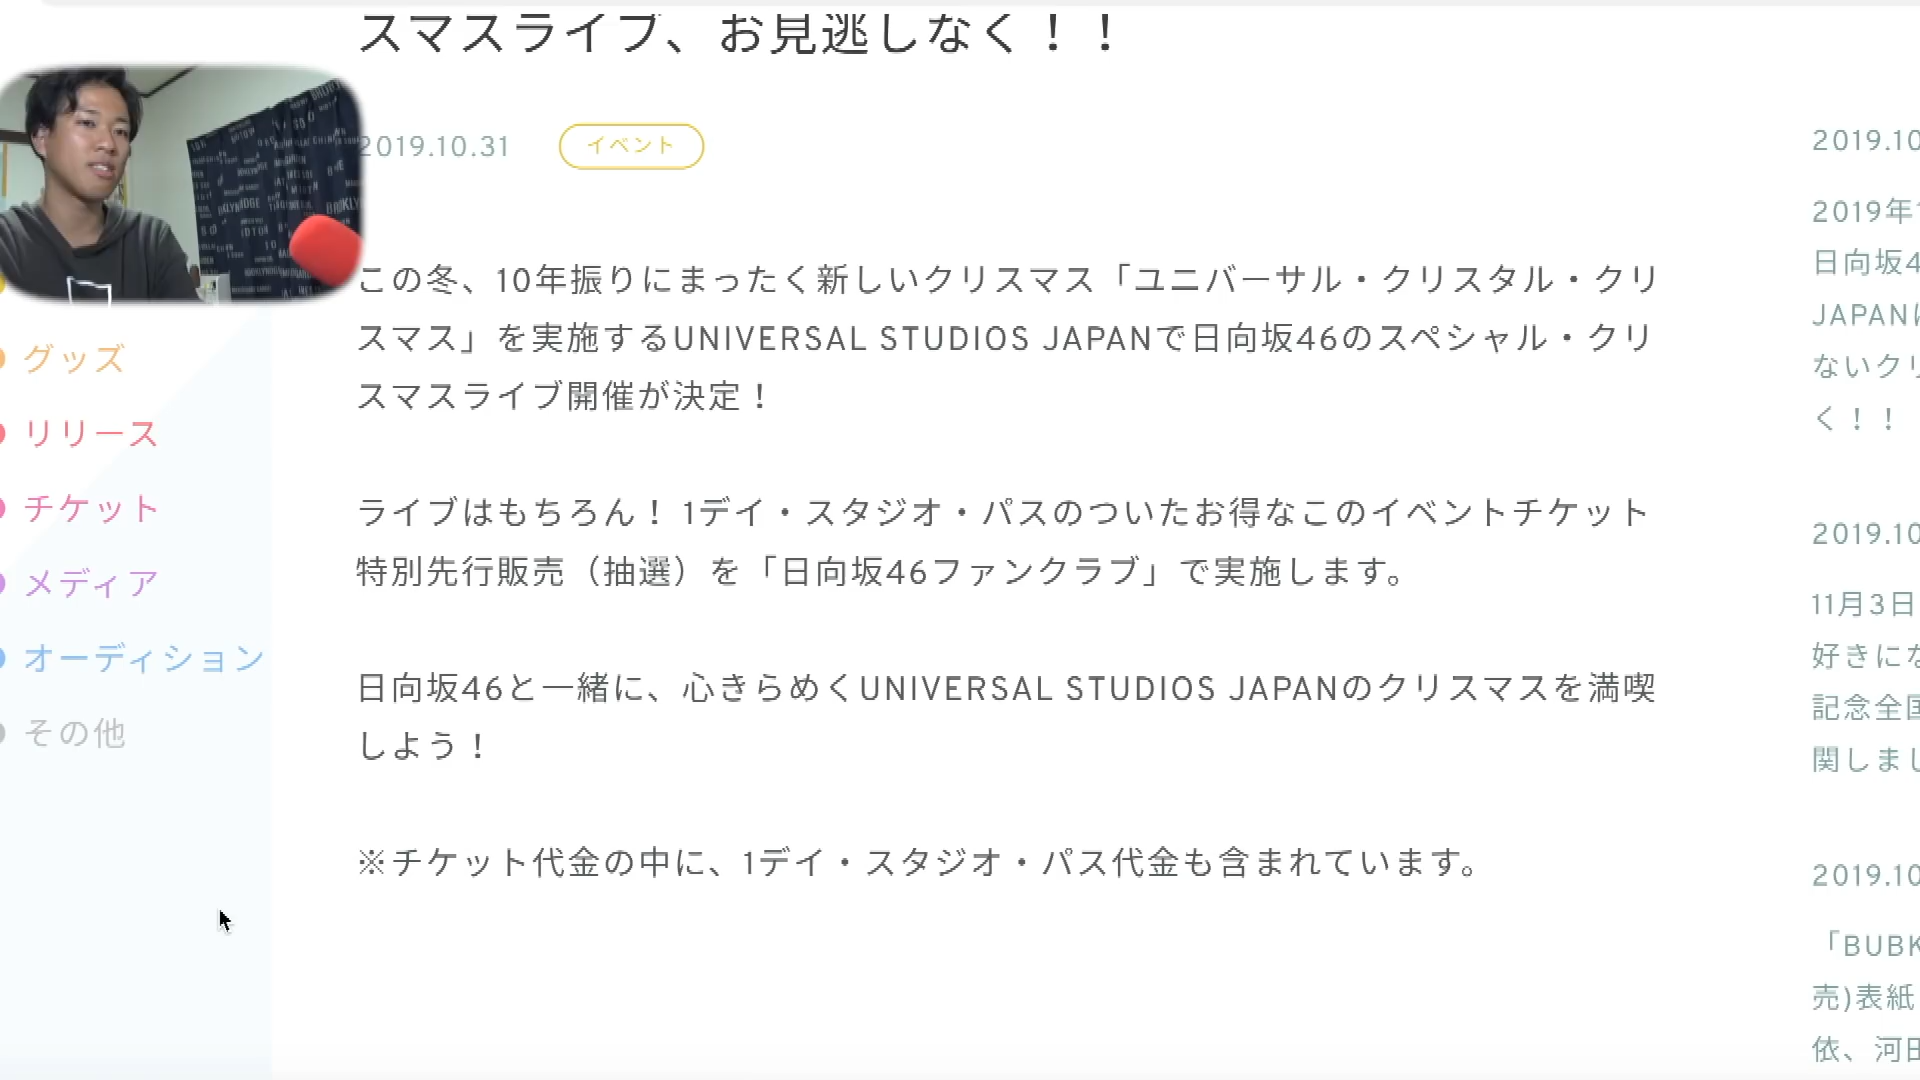 スマスライブ、お見逃しなく！！
2019.10.31
イベント
この冬、10年振りにまったく新しいクリスマス「ユニバーサル・クリスタル・クリ
スマス」を実施するUNIVERSAL STUDIOS JAPANで日向坂46のスペシャル・クリ
スマスライブ開催が決定！
ライブはもちろん！ 1デイ・スタジオ・パスのついたお得なこのイベントチケット
特別先行販売（抽選）を「日向坂46ファンクラブ」で実施します。
日向坂46と一緒に、心きらめくUNIVERSAL STUDIOS JAPANのクリスマスを満喫
しよう！
※チケット代金の中に、1デイ・スタジオ・パス代金も含まれています。
グッズ
リリース
チケット
メディア
オーディション
その他
2019.10
2019年
日向坂4
JAPAN
ないク
く！！
2019.10
11月3日
好きにな
記念全国
関しまし
2019.10
「BUBK
売)表紙
依、河田